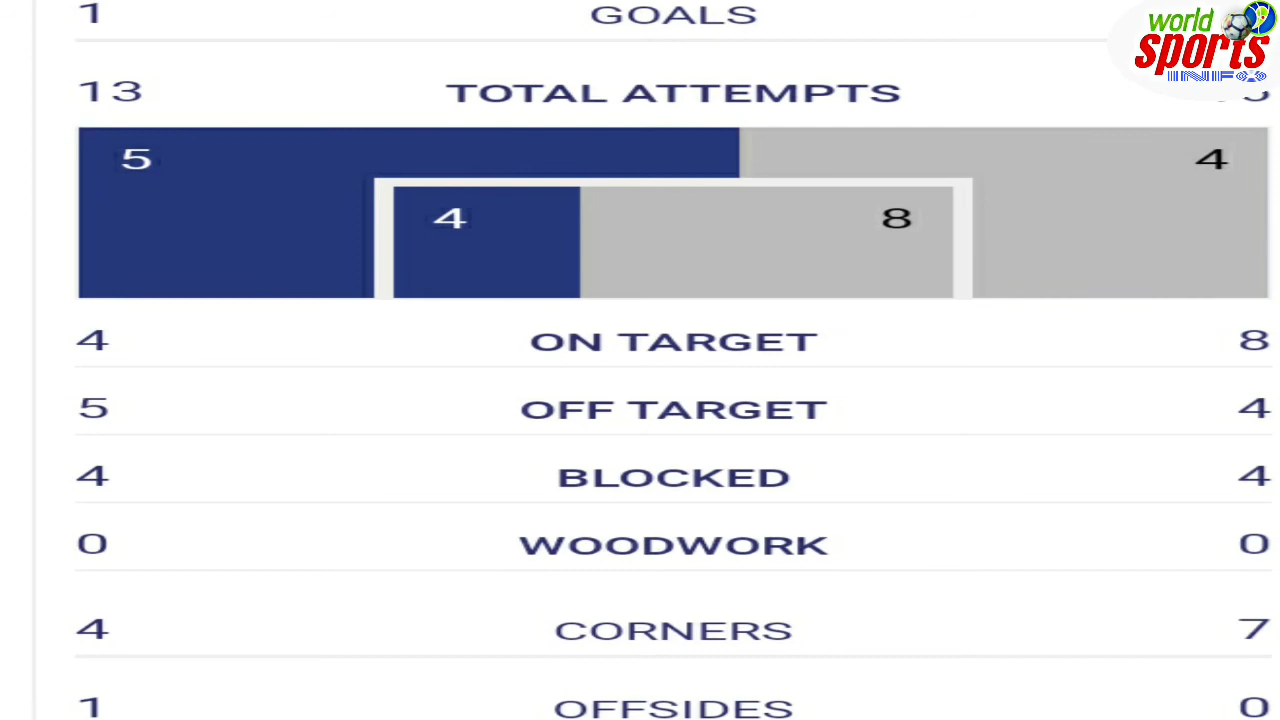 1 GOALS
world
sports
INFO
13 TOTAL ATTEMPTS
5 4
4 8
4 ON TARGET 8
5 OFF TARGET 4
4 BLOCKED 4
0 WOODWORK 0
4 CORNERS 7
1 OFFSIDES 0